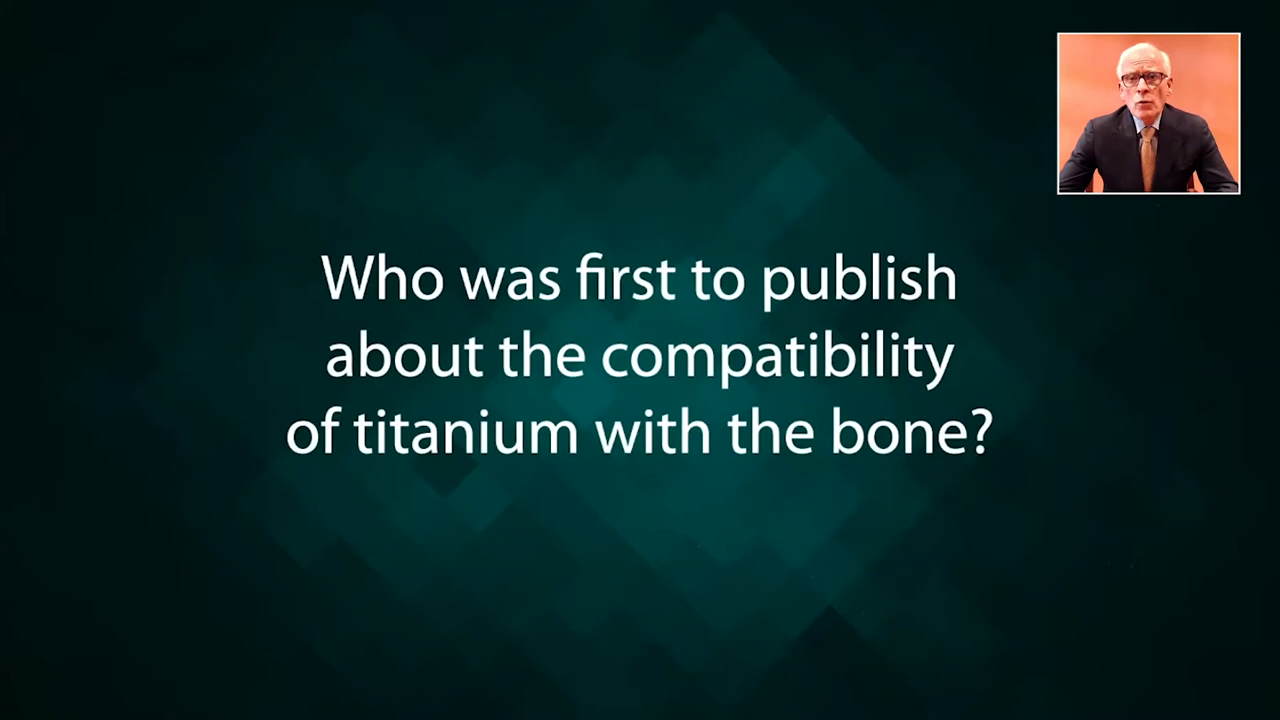 Who was first to publish
about the compatibility
of titanium with the bone?